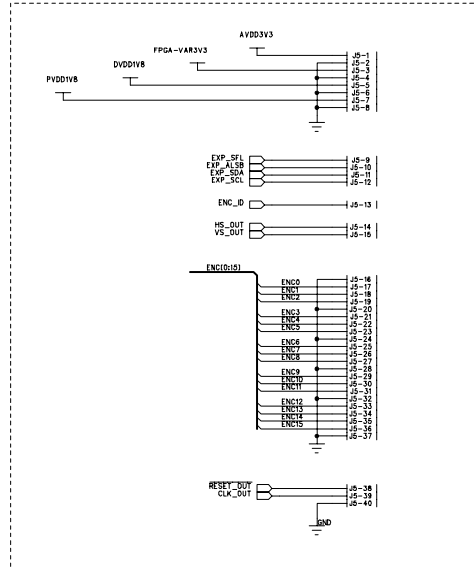 AVDD3V3
FPGA-VAR3V3
DVDD1V8
PVDD1V8
J5-1
J5-2
J5-3
J5-4
J5-5
J5-6
J5-7
J5-8
EXP_SFL J5-9
EXP_ALSB J5-10
EXP_SDA J5-11
EXP_SCL J5-12
ENC_ID J5-13
HS_OUT J5-14
VS_OUT J5-15
ENC[0:15]
J5-16
ENC0 J5-17
ENC1 J5-18
ENC2 J5-19
J5-20
ENC3 J5-21
ENC4 J5-22
ENC5 J5-23
J5-24
ENC6 J5-25
ENC7 J5-26
ENC8 J5-27
J5-28
ENC9 J5-29
ENC10 J5-30
ENC11 J5-31
J5-32
ENC12 J5-33
ENC13 J5-34
ENC14 J5-35
ENC15 J5-36
J5-37
RESET_OUT J5-38
CLK_OUT J5-39
J5-40
GND